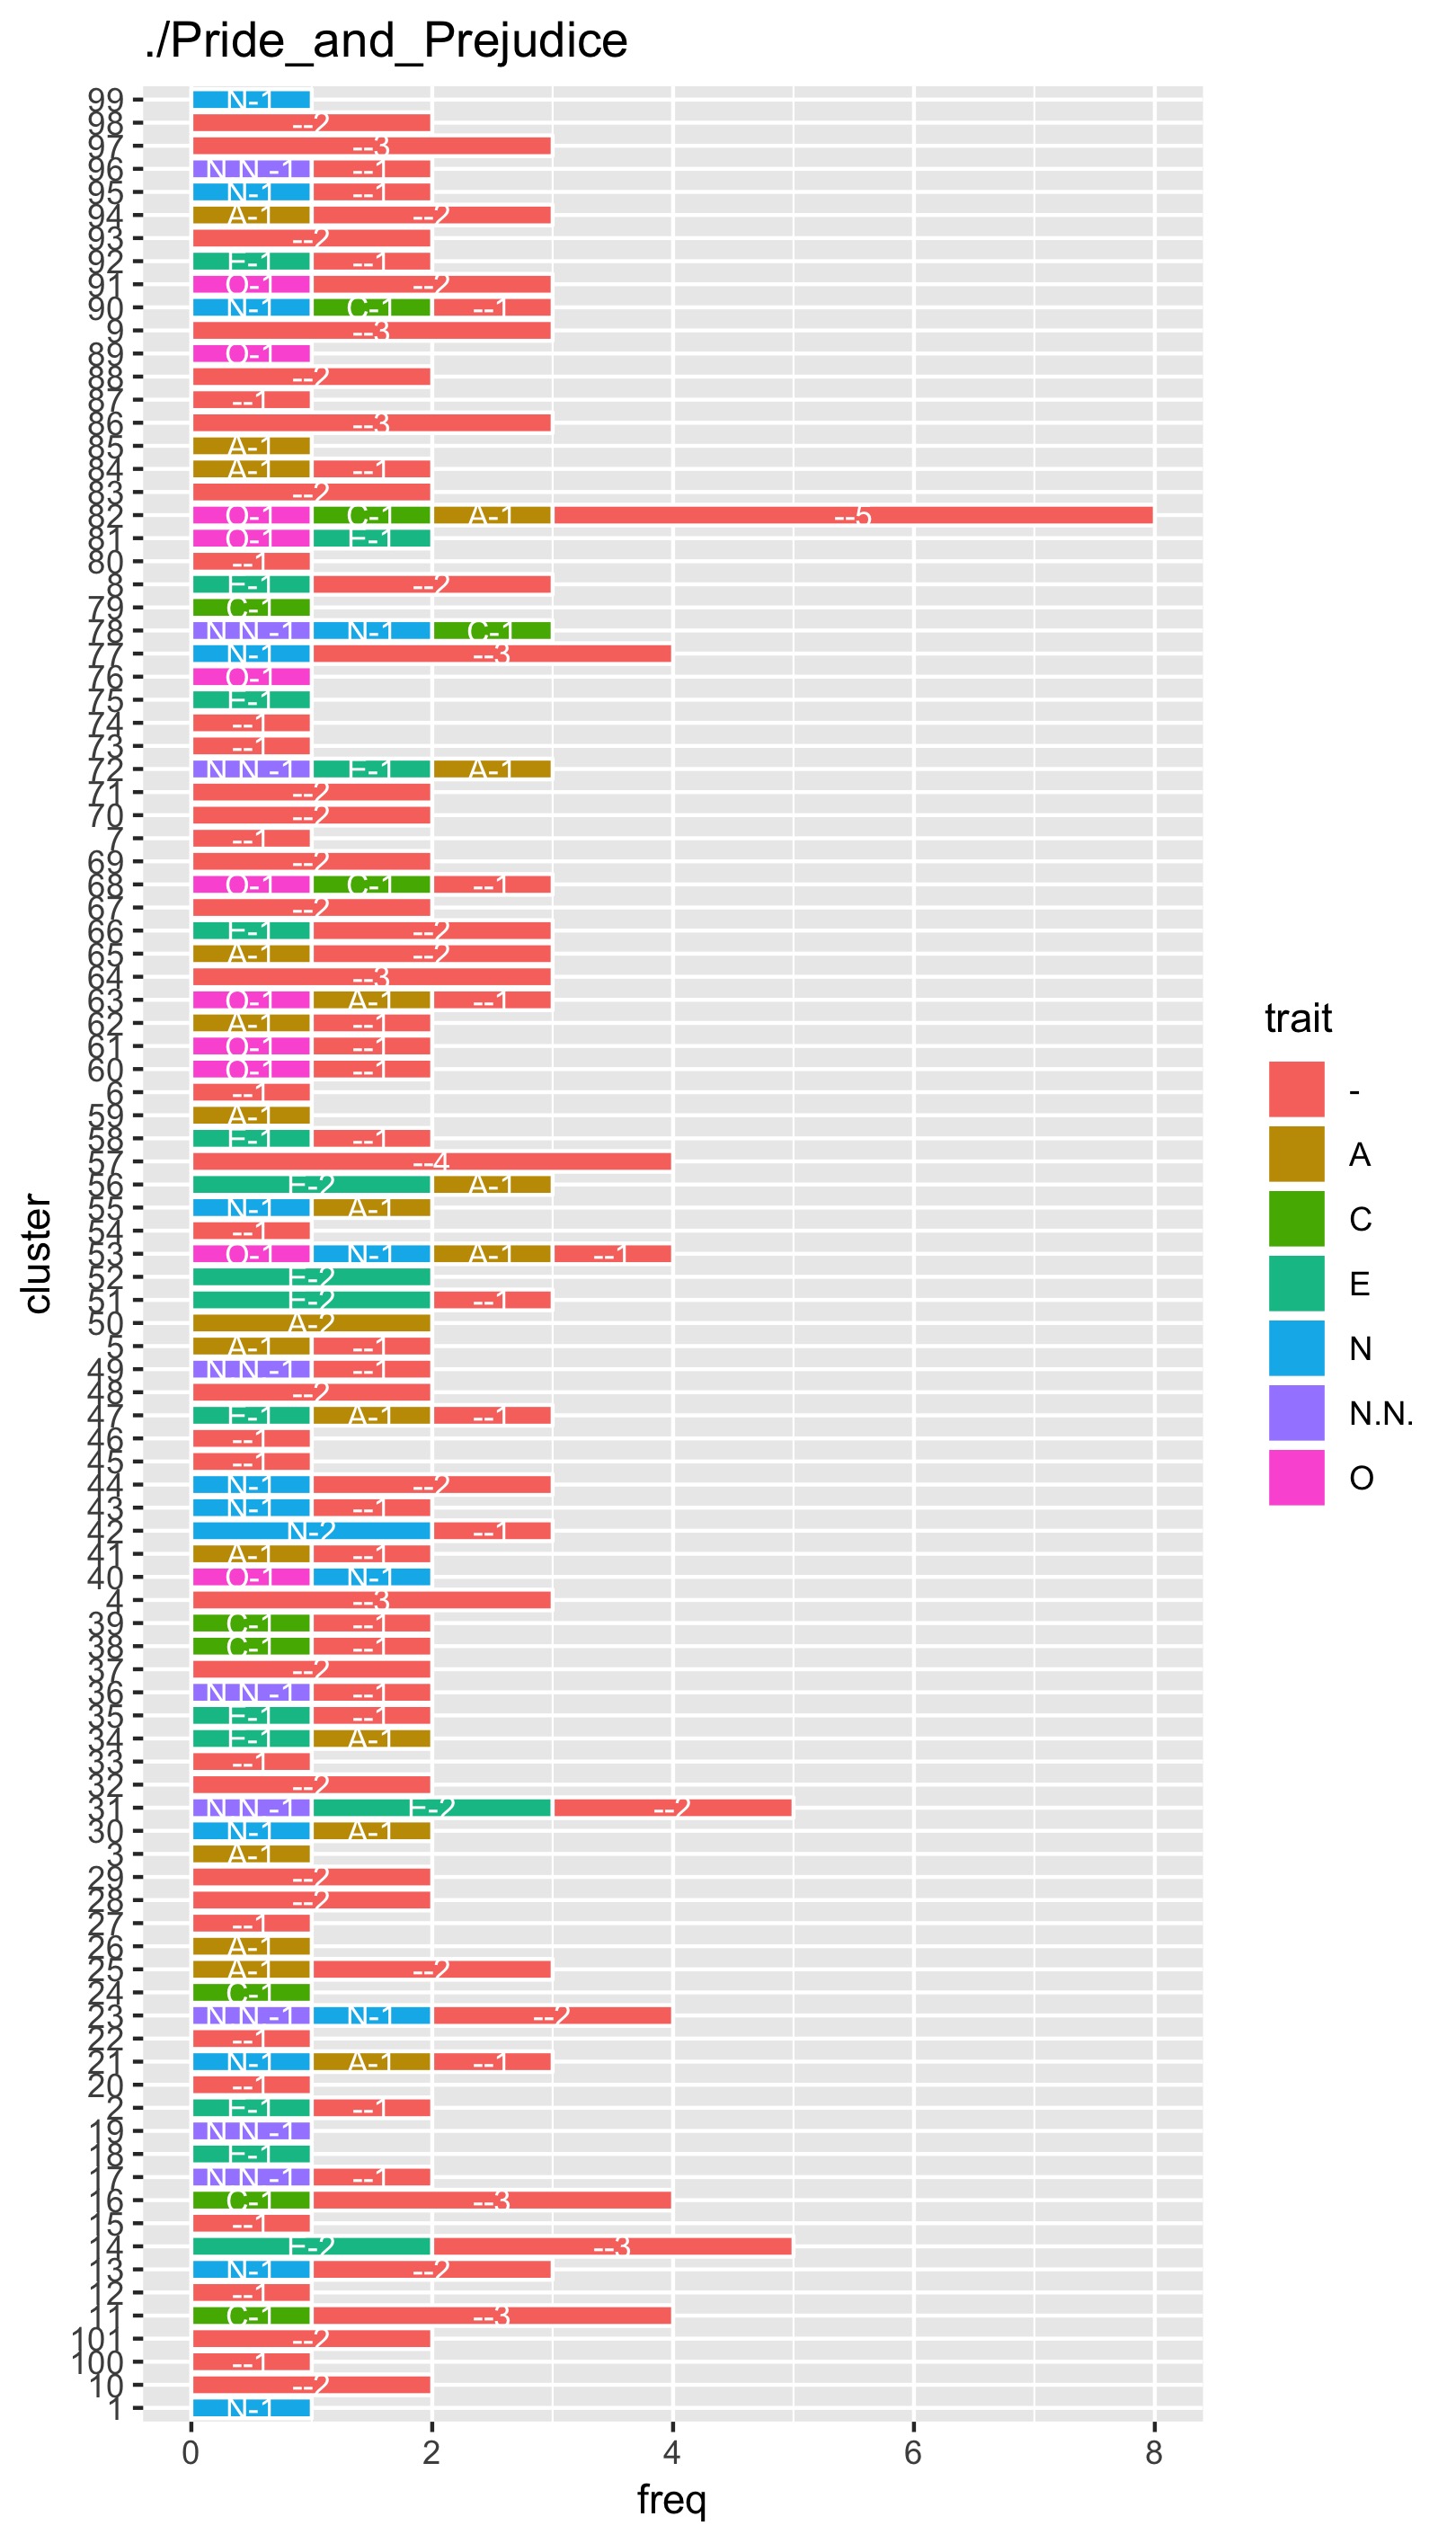 ./Pride_and_Prejudice
99 N-1
98 --2
97 --3
96 N.N.-1 --1
95 N-1 --1
94 A-1 --2
93 --2
92 E-1 --1
91 O-1 --2
90 N-1 C-1 --1
9 --3
89 O-1
88 --2
87 --1
86 --3
85 A-1
84 A-1 --1
83 --2
82 O-1 C-1 A-1 --5
81 O-1 E-1
80 --1
8 E-1 --2
79 C-1
78 N.N.-1 N-1 C-1
77 N-1 --3
76 O-1
75 E-1
74 --1
73 --1
72 N.N.-1 E-1 A-1
71 --2
70 --2
7 --1
69 --2
68 O-1 C-1 --1
67 --2
66 E-1 --2
65 A-1 --2
64 --3
63 O-1 A-1 --1
62 A-1 --1
61 O-1 --1
60 O-1 --1
6 --1
59 A-1
58 E-1 --1
57 --4
56 E-2 A-1
55 N-1 A-1
54 --1
53 O-1 N-1 A-1 --1
52 E-2
51 E-2 --1
50 A-2
5 A-1 --1
49 N.N.-1 --1
48 --2
47 E-1 A-1 --1
46 --1
45 --1
44 N-1 --2
43 N-1 --1
42 N-2 --1
41 A-1 --1
40 O-1 N-1
4 --3
39 C-1 --1
38 C-1 --1
37 --2
36 N.N.-1 --1
35 E-1 --1
34 E-1 A-1
33 --1
32 --2
31 N.N.-1 E-2 --2
30 N-1 A-1
3 A-1
29 --2
28 --2
27 --1
26 A-1
25 A-1 --2
24 C-1
23 N.N.-1 N-1 --2
22 --1
21 N-1 A-1 --1
20 --1
2 E-1 --1
19 N.N.-1
18 E-1
17 N.N.-1 --1
16 C-1 --3
15 --1
14 E-2 --3
13 N-1 --2
12 --1
11 C-1 --3
101 --2
100 --1
10 --2
1 N-1
0 2 4 6 8
freq
cluster
trait
-
A
C
E
N
N.N.
O